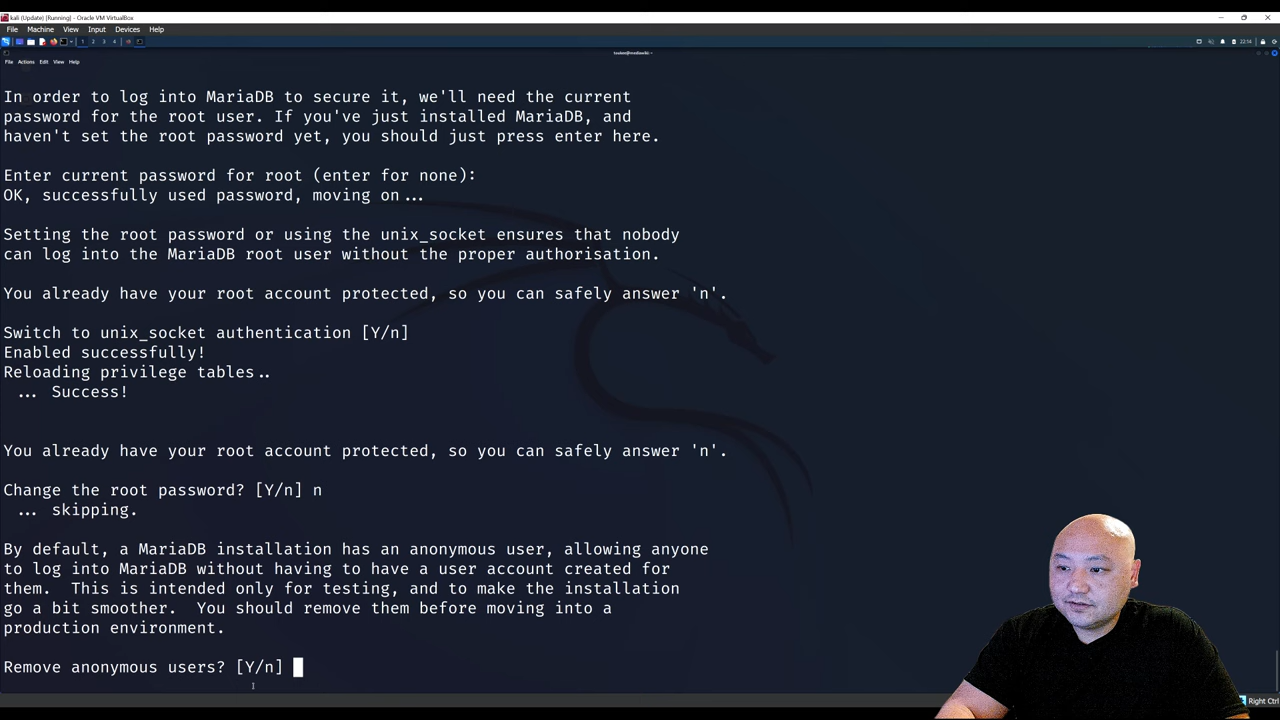 kali (Update) [Running] - Oracle VM VirtualBox
File Machine View Input Devices Help
1 2 3 4
22:56
File Actions Edit View Help
In order to log into MariaDB to secure it, we'll need the current
password for the root user. If you've just installed MariaDB, and
haven't set the root password yet, you should just press enter here.
Enter current password for root (enter for none):
OK, successfully used password, moving on...
Setting the root password or using the unix_socket ensures that nobody
can log into the MariaDB root user without the proper authorisation.
You already have your root account protected, so you can safely answer 'n'.
Switch to unix_socket authentication [Y/n]
Enabled successfully!
Reloading privilege tables..
... Success!
You already have your root account protected, so you can safely answer 'n'.
Change the root password? [Y/n] n
... skipping.
By default, a MariaDB installation has an anonymous user, allowing anyone
to log into MariaDB without having to have a user account created for
them. This is intended only for testing, and to make the installation
go a bit smoother. You should remove them before moving into a
production environment.
Remove anonymous users? [Y/n]
Right Ctrl